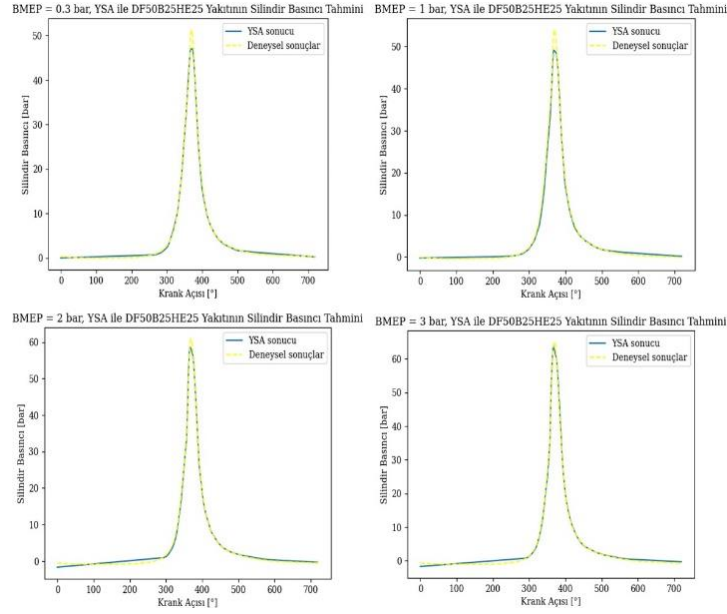 BMEP = 0.3 bar, YSA ile DF50B25HE25 Yakıtının Silindir Basıncı Tahmini
YSA sonucu
Deneysel sonuçlar
Silindir Basıncı [bar]
50
40
30
20
10
0
0 100 200 300 400 500 600 700
Krank Açısı [°]
BMEP = 1 bar, YSA ile DF50B25HE25 Yakıtının Silindir Basıncı Tahmini
YSA sonucu
Deneysel sonuçlar
Silindir Basıncı [bar]
50
40
30
20
10
0
0 100 200 300 400 500 600 700
Krank Açısı [°]
BMEP = 2 bar, YSA ile DF50B25HE25 Yakıtının Silindir Basıncı Tahmini
YSA sonucu
Deneysel sonuçlar
Silindir Basıncı [bar]
60
50
40
30
20
10
0
0 100 200 300 400 500 600 700
Krank Açısı [°]
BMEP = 3 bar, YSA ile DF50B25HE25 Yakıtının Silindir Basıncı Tahmini
YSA sonucu
Deneysel sonuçlar
Silindir Basıncı [bar]
60
50
40
30
20
10
0
0 100 200 300 400 500 600 700
Krank Açısı [°]